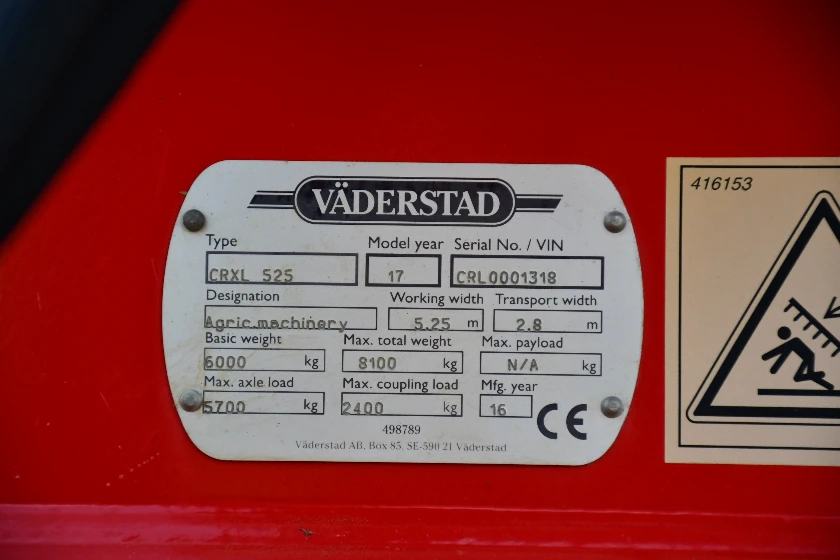 VÄDERSTAD
Type Model year Serial No. / VIN
CRXL 525 17 CRL0001318
Designation Working width Transport width
Agric.machinery 5.25 m 2.8 m
Basic weight Max. total weight Max. payload
6000 kg 8100 kg N/A kg
Max. axle load Max. coupling load Mfg. year
5700 kg 2400 kg 16 CE
498789
Väderstad AB, Box 85, SE-590 21 Väderstad
416153